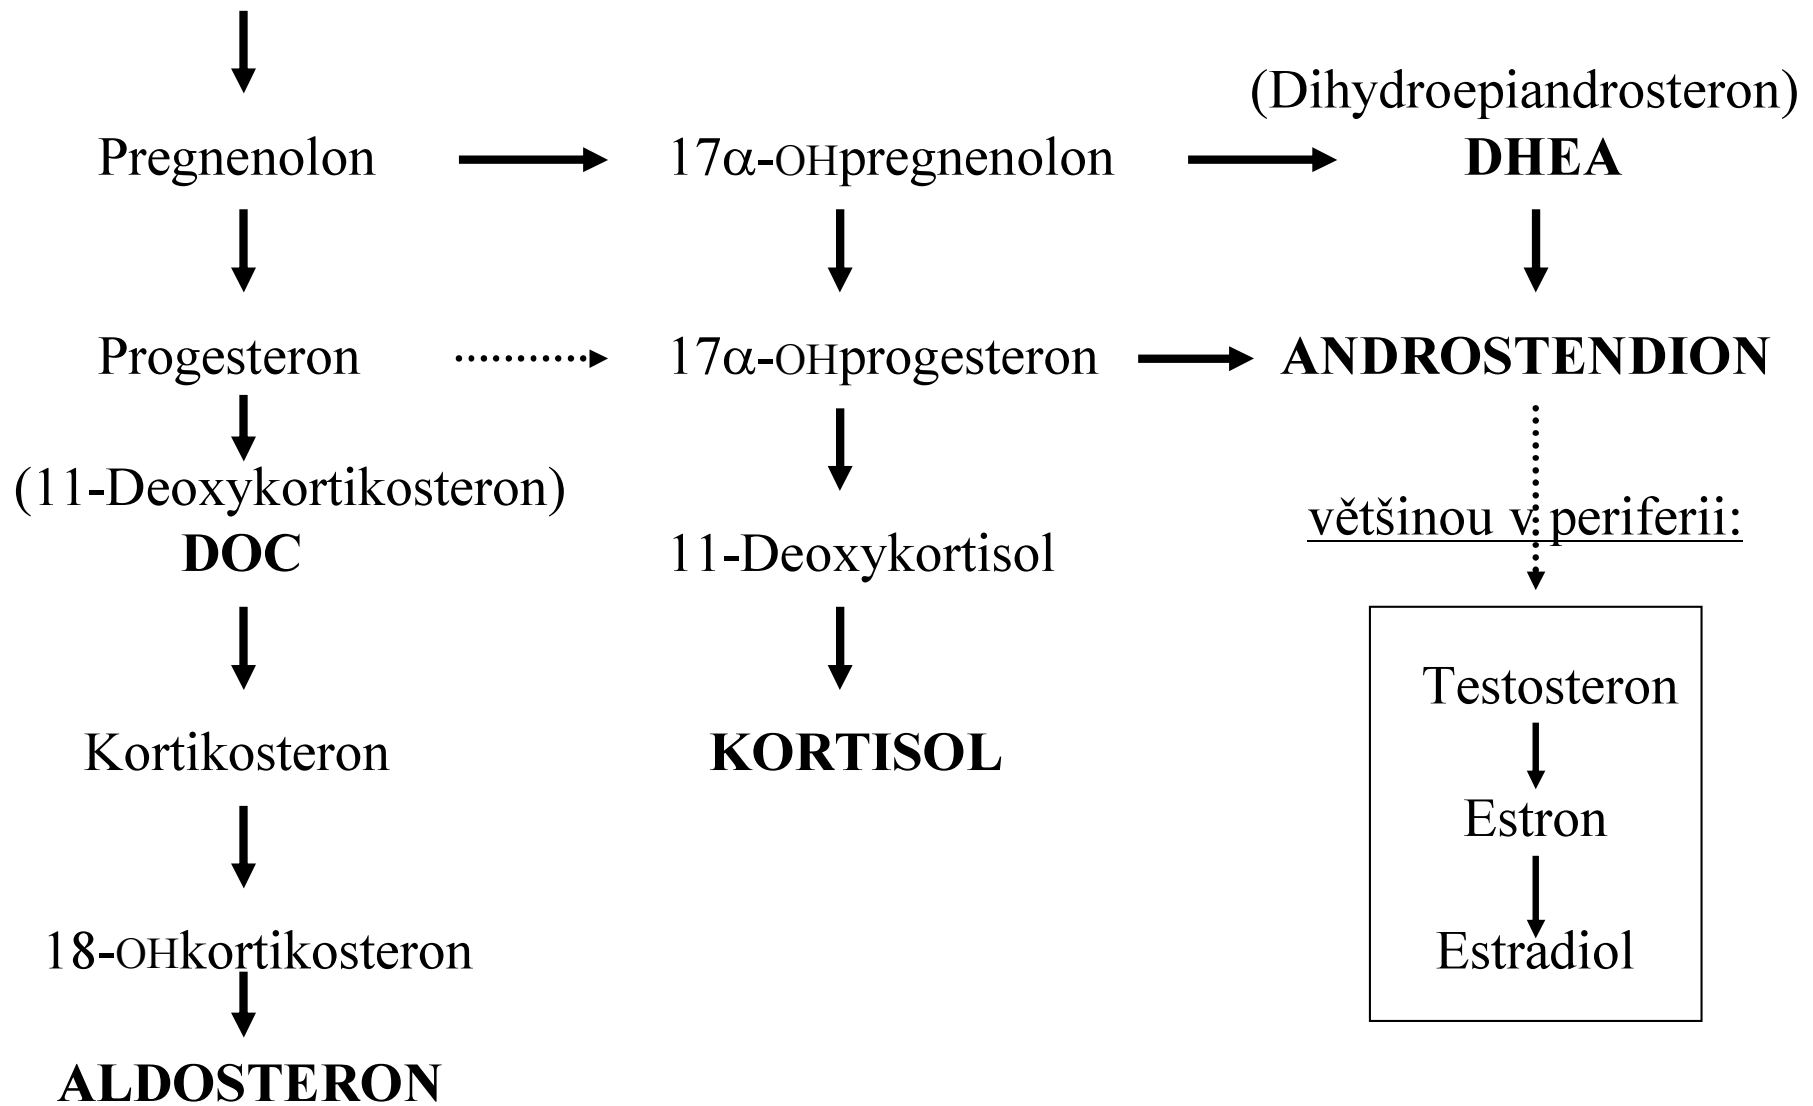 (Dihydroepiandrosteron)
Pregnenolon 17α-OHpregnenolon DHEA
Progesteron 17α-OHprogesteron ANDROSTENDION
(11-Deoxykortikosteron)
většinou v periferii:
DOC 11-Deoxykortisol
Testosteron
Kortikosteron KORTISOL
Estron
18-OHkortikosteron Estradiol
ALDOSTERON